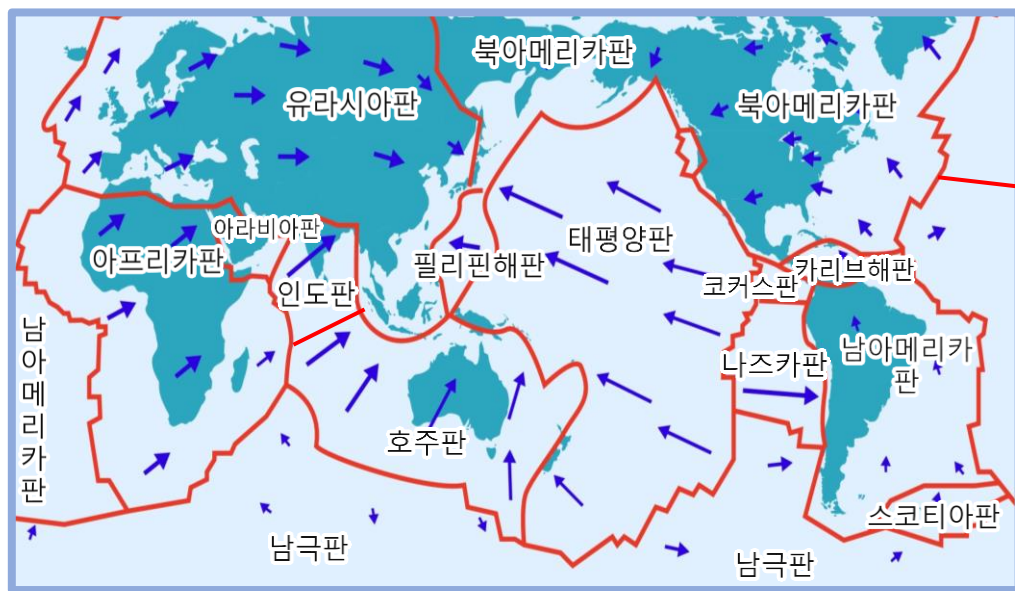 북아메리카판
유라시아판
북아메리카판
아라비아판
아프리카판
인도판
필리핀해판
태평양판
코커스판
카리브해판
남아메리카판
나즈카판
남아메리카
판
호주판
스코티아판
남극판
남극판